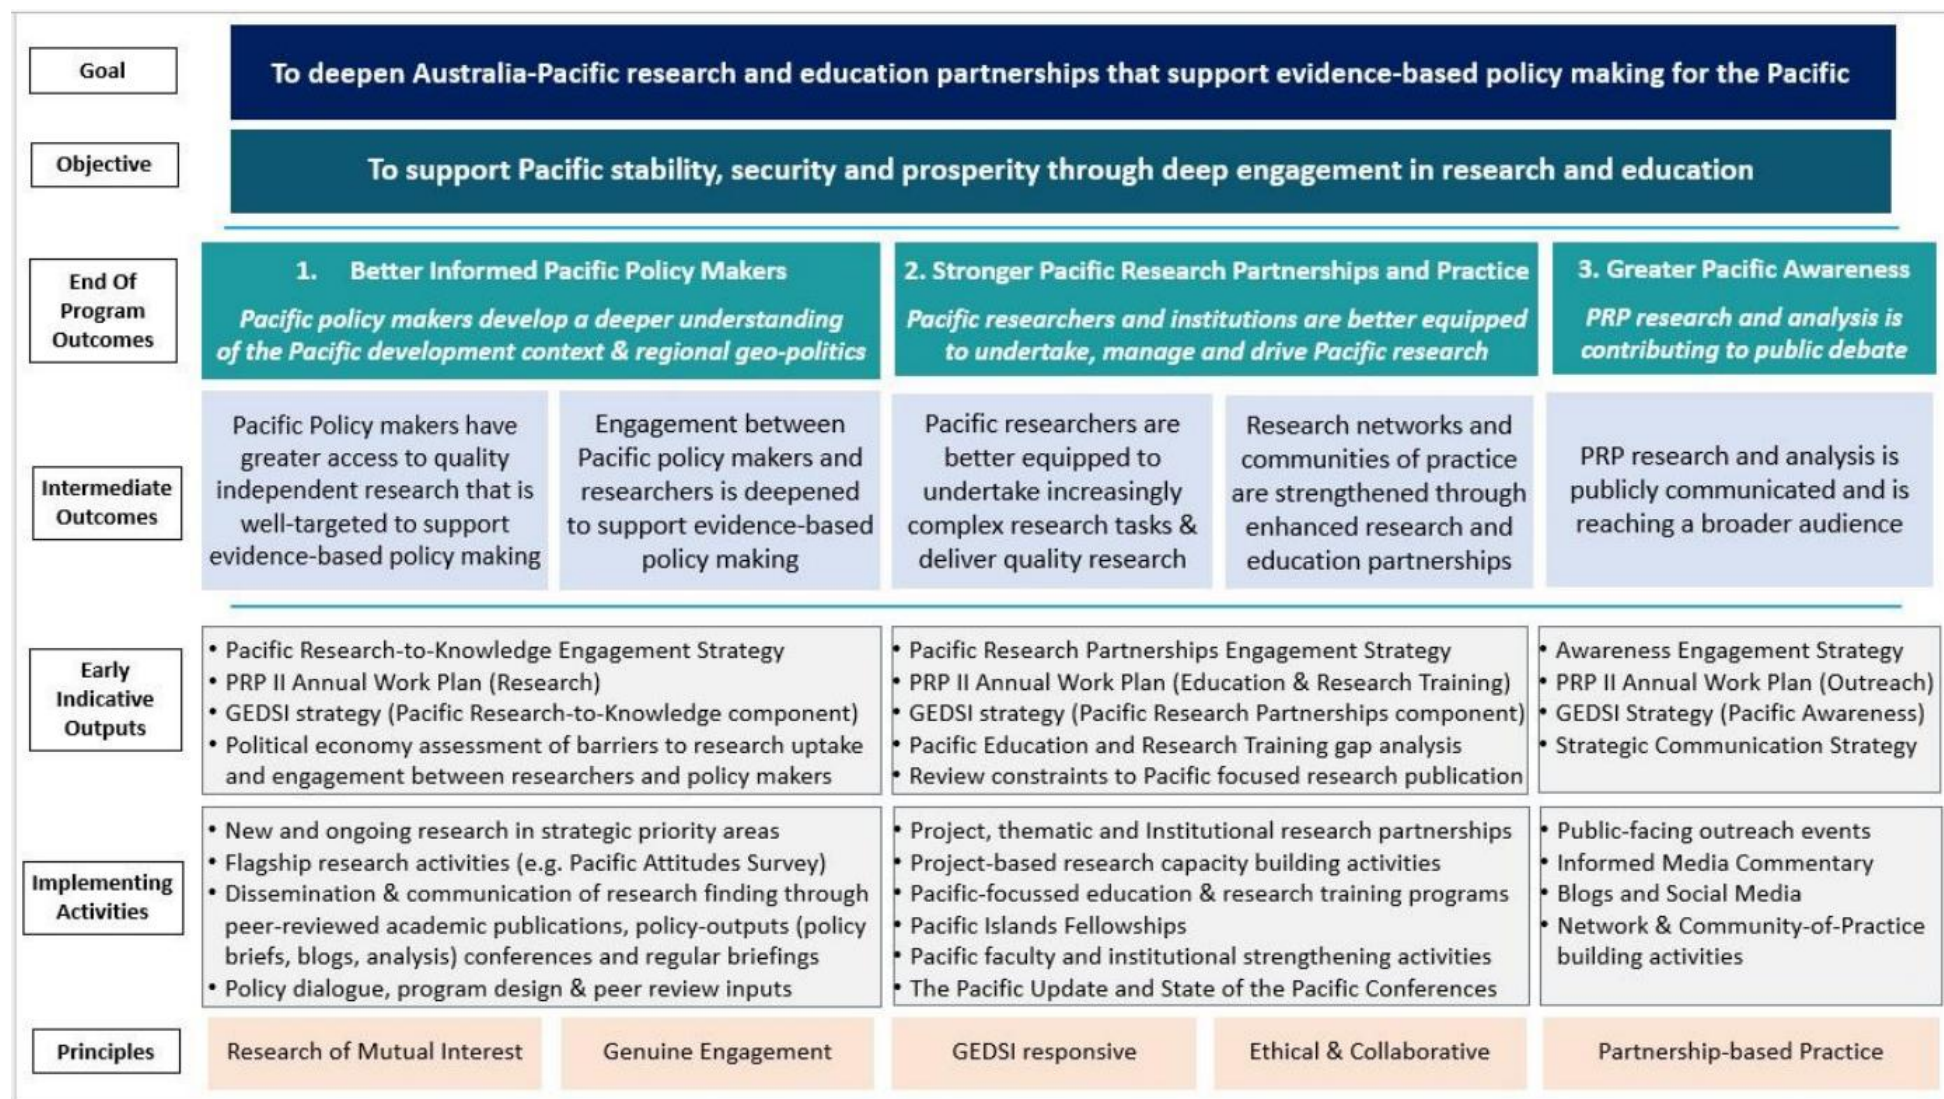 Goal
To deepen Australia-Pacific research and education partnerships that support evidence-based policy making for the Pacific
Objective
To support Pacific stability, security and prosperity through deep engagement in research and education
End Of
Program
Outcomes
1. Better Informed Pacific Policy Makers
Pacific policy makers develop a deeper understanding
of the Pacific development context & regional geo-politics
2. Stronger Pacific Research Partnerships and Practice
Pacific researchers and institutions are better equipped
to undertake, manage and drive Pacific research
3. Greater Pacific Awareness
PRP research and analysis is
contributing to public debate
Intermediate
Outcomes
Pacific Policy makers have
greater access to quality
independent research that is
well-targeted to support
evidence-based policy making
Engagement between
Pacific policy makers and
researchers is deepened
to support evidence-based
policy making
Pacific researchers are
better equipped to
undertake increasingly
complex research tasks &
deliver quality research
Research networks and
communities of practice
are strengthened through
enhanced research and
education partnerships
PRP research and analysis is
publicly communicated and is
reaching a broader audience
Early
Indicative
Outputs
• Pacific Research-to-Knowledge Engagement Strategy
• PRP II Annual Work Plan (Research)
• GEDSI strategy (Pacific Research-to-Knowledge component)
• Political economy assessment of barriers to research uptake
and engagement between researchers and policy makers
• Pacific Research Partnerships Engagement Strategy
• PRP II Annual Work Plan (Education & Research Training)
• GEDSI strategy (Pacific Research Partnerships component)
• Pacific Education and Research Training gap analysis
• Review constraints to Pacific focused research publication
• Awareness Engagement Strategy
• PRP II Annual Work Plan (Outreach)
• GEDSI Strategy (Pacific Awareness)
• Strategic Communication Strategy
Implementing
Activities
• New and ongoing research in strategic priority areas
• Flagship research activities (e.g. Pacific Attitudes Survey)
• Dissemination & communication of research finding through
peer-reviewed academic publications, policy-outputs (policy
briefs, blogs, analysis) conferences and regular briefings
• Policy dialogue, program design & peer review inputs
• Project, thematic and Institutional research partnerships
• Project-based research capacity building activities
• Pacific-focussed education & research training programs
• Pacific Islands Fellowships
• Pacific faculty and institutional strengthening activities
• The Pacific Update and State of the Pacific Conferences
• Public-facing outreach events
• Informed Media Commentary
• Blogs and Social Media
• Network & Community-of-Practice
building activities
Principles
Research of Mutual Interest
Genuine Engagement
GEDSI responsive
Ethical & Collaborative
Partnership-based Practice